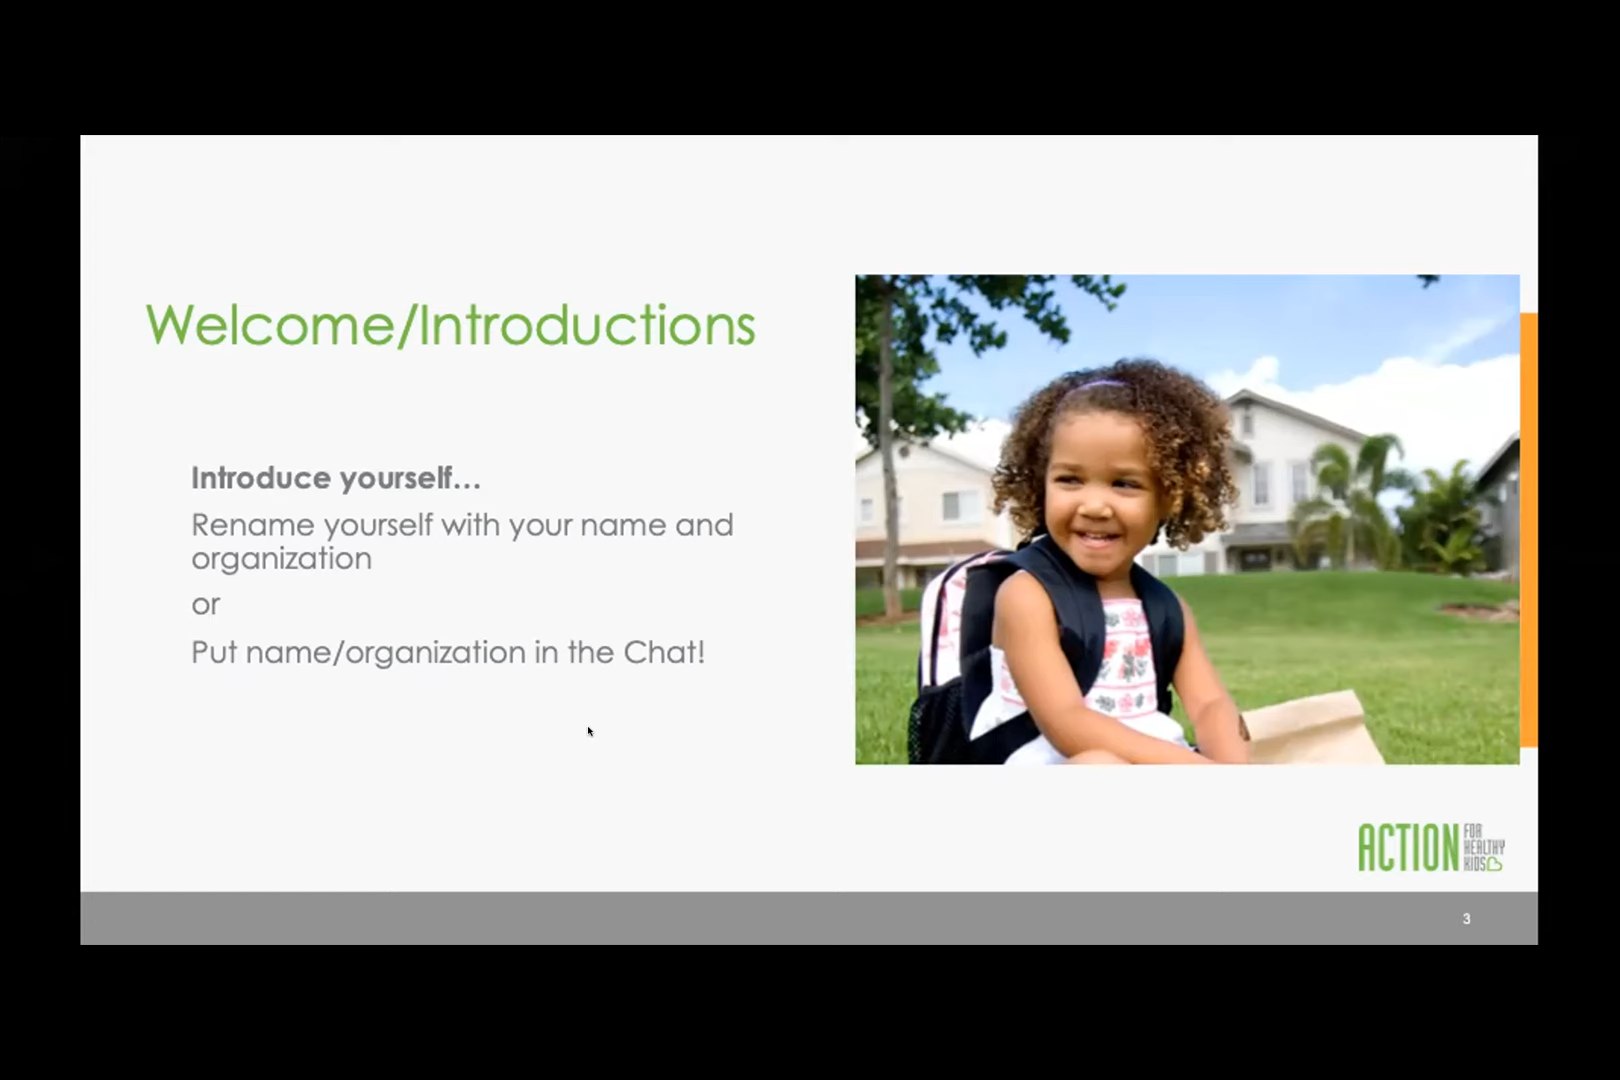 Welcome/Introductions
Introduce yourself...
Rename yourself with your name and
organization
or
Put name/organization in the Chat!
ACTION FOR
HEALTHY
KIDS
3